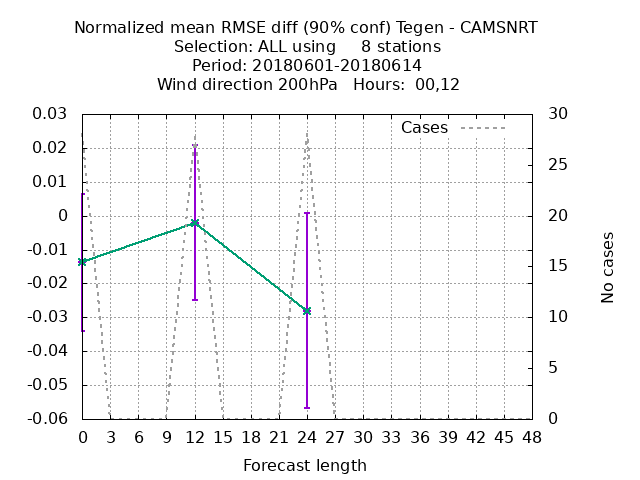 Normalized mean RMSE diff (90% conf) Tegen - CAMSNRT
Selection: ALL using     8 stations
Period: 20180601-20180614
Wind direction 200hPa   Hours:  00,12
0.03
0.02
0.01
0
-0.01
-0.02
-0.03
-0.04
-0.05
-0.06
Cases
30
25
20
15
10
5
0
No cases
0 3 6 9 12 15 18 21 24 27 30 33 36 39 42 45 48
Forecast length